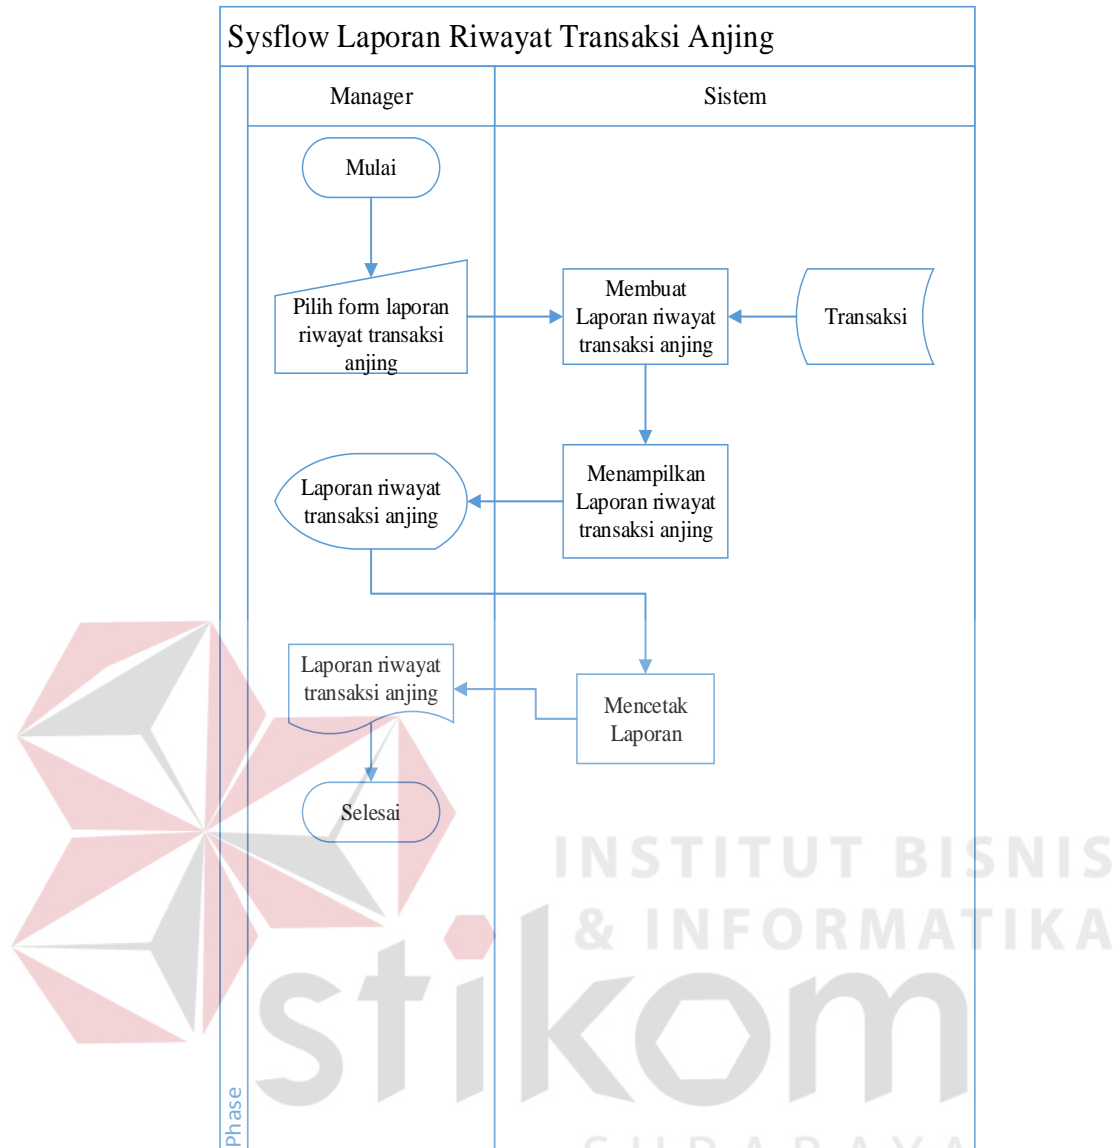 Sysflow Laporan Riwayat Transaksi Anjing
Manager
Sistem
Mulai
Pilih form laporan
riwayat transaksi
anjing
Membuat
Laporan riwayat
transaksi anjing
Transaksi
Laporan riwayat
transaksi anjing
Menampilkan
Laporan riwayat
transaksi anjing
Laporan riwayat
transaksi anjing
Mencetak
Laporan
Selesai
INSTITUT BISNIS
& INFORMATIKA
stikom
SURABAYA
Phase